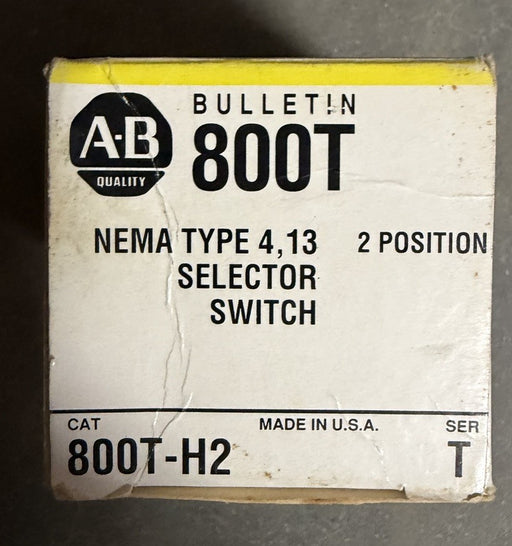 BULLETIN
A-B
QUALITY
800T
NEMA TYPE 4,13 2 POSITION
SELECTOR
SWITCH
CAT MADE IN U.S.A. SER
800T-H2 T